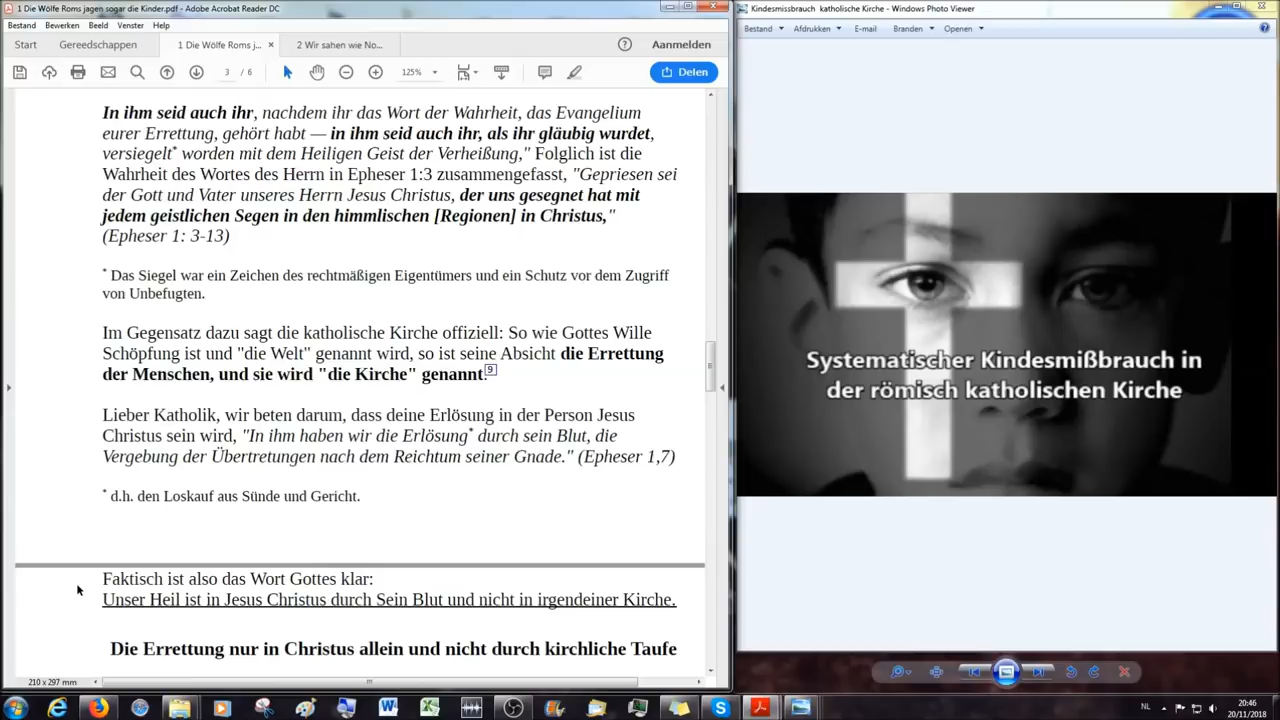 1 Die Wölfe Roms jagen sogar die Kinder.pdf - Adobe Acrobat Reader DC
Bestand Bewerken Beeld Venster Help
Start Gereedschappen 1 Die Wölfe Roms j... × 2 Wir sahen wie No... Aanmelden
3 / 6 125% Delen
In ihm seid auch ihr, nachdem ihr das Wort der Wahrheit, das Evangelium
eurer Errettung, gehört habt — in ihm seid auch ihr, als ihr gläubig wurdet,
versiegelt* worden mit dem Heiligen Geist der Verheißung," Folglich ist die
Wahrheit des Wortes des Herrn in Epheser 1:3 zusammengefasst, "Gepriesen sei
der Gott und Vater unseres Herrn Jesus Christus, der uns gesegnet hat mit
jedem geistlichen Segen in den himmlischen [Regionen] in Christus,"
(Epheser 1: 3-13)
* Das Siegel war ein Zeichen des rechtmäßigen Eigentümers und ein Schutz vor dem Zugriff
von Unbefugten.
Im Gegensatz dazu sagt die katholische Kirche offiziell: So wie Gottes Wille
Schöpfung ist und "die Welt" genannt wird, so ist seine Absicht die Errettung
der Menschen, und sie wird "die Kirche" genannt.9
Lieber Katholik, wir beten darum, dass deine Erlösung in der Person Jesus
Christus sein wird, "In ihm haben wir die Erlösung* durch sein Blut, die
Vergebung der Übertretungen nach dem Reichtum seiner Gnade." (Epheser 1,7)
* d.h. den Loskauf aus Sünde und Gericht.
Faktisch ist also das Wort Gottes klar:
Unser Heil ist in Jesus Christus durch Sein Blut und nicht in irgendeiner Kirche.
Die Errettung nur in Christus allein und nicht durch kirchliche Taufe
210 x 297 mm
Kindesmissbrauch katholische Kirche - Windows Photo Viewer
Bestand Afdrukken E-mail Branden Openen
Systematischer Kindesmißbrauch in
der römisch katholischen Kirche
NL
20:46
20/11/2018